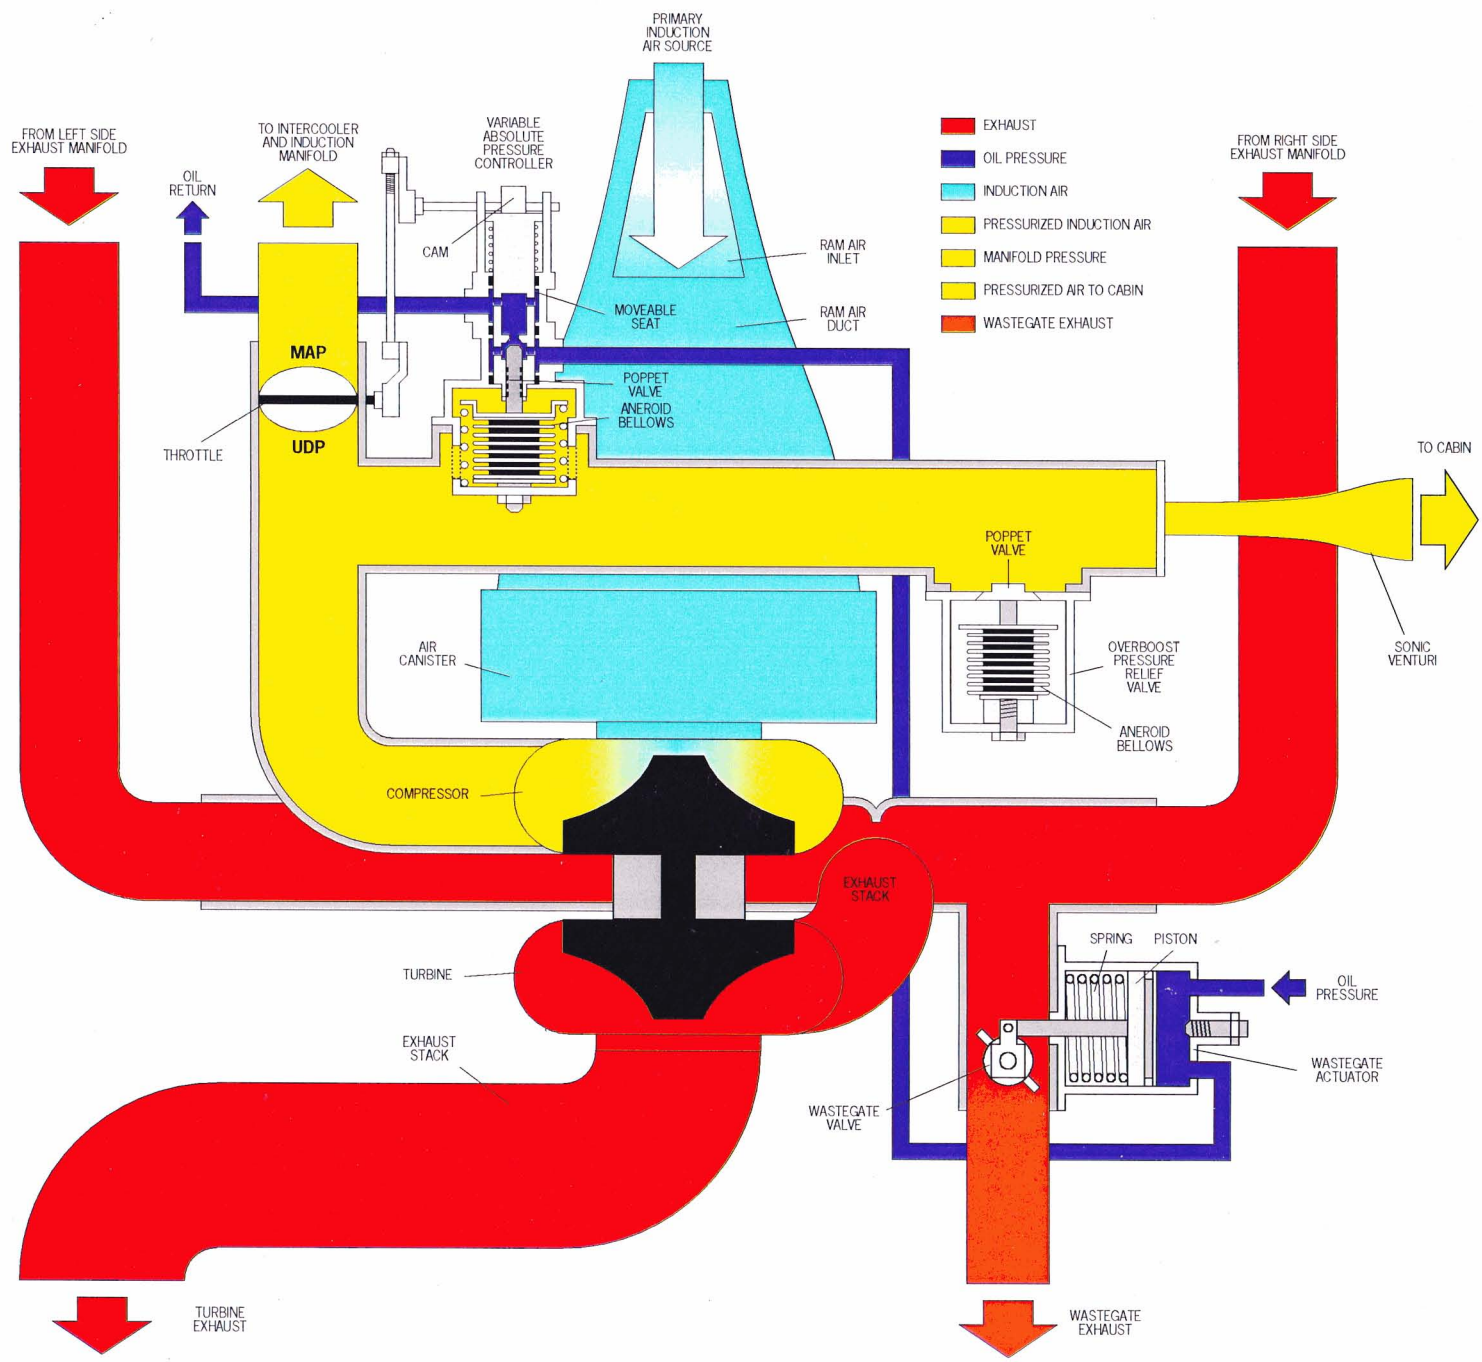 PRIMARY
INDUCTION
AIR SOURCE
FROM LEFT SIDE
EXHAUST MANIFOLD
TO INTERCOOLER
AND INDUCTION
MANIFOLD
VARIABLE
ABSOLUTE
PRESSURE
CONTROLLER
OIL
RETURN
CAM
EXHAUST
OIL PRESSURE
INDUCTION AIR
PRESSURIZED INDUCTION AIR
MANIFOLD PRESSURE
PRESSURIZED AIR TO CABIN
WASTEGATE EXHAUST
FROM RIGHT SIDE
EXHAUST MANIFOLD
RAM AIR
INLET
MOVEABLE
SEAT
RAM AIR
DUCT
MAP
POPPET
VALVE
ANEROID
BELLOWS
THROTTLE
UDP
TO CABIN
POPPET
VALVE
AIR
CANISTER
OVERBOOST
PRESSURE
RELIEF
VALVE
SONIC
VENTURI
ANEROID
BELLOWS
COMPRESSOR
EXHAUST
STACK
SPRING
PISTON
TURBINE
OIL
PRESSURE
EXHAUST
STACK
WASTEGATE
ACTUATOR
WASTEGATE
VALVE
TURBINE
EXHAUST
WASTEGATE
EXHAUST